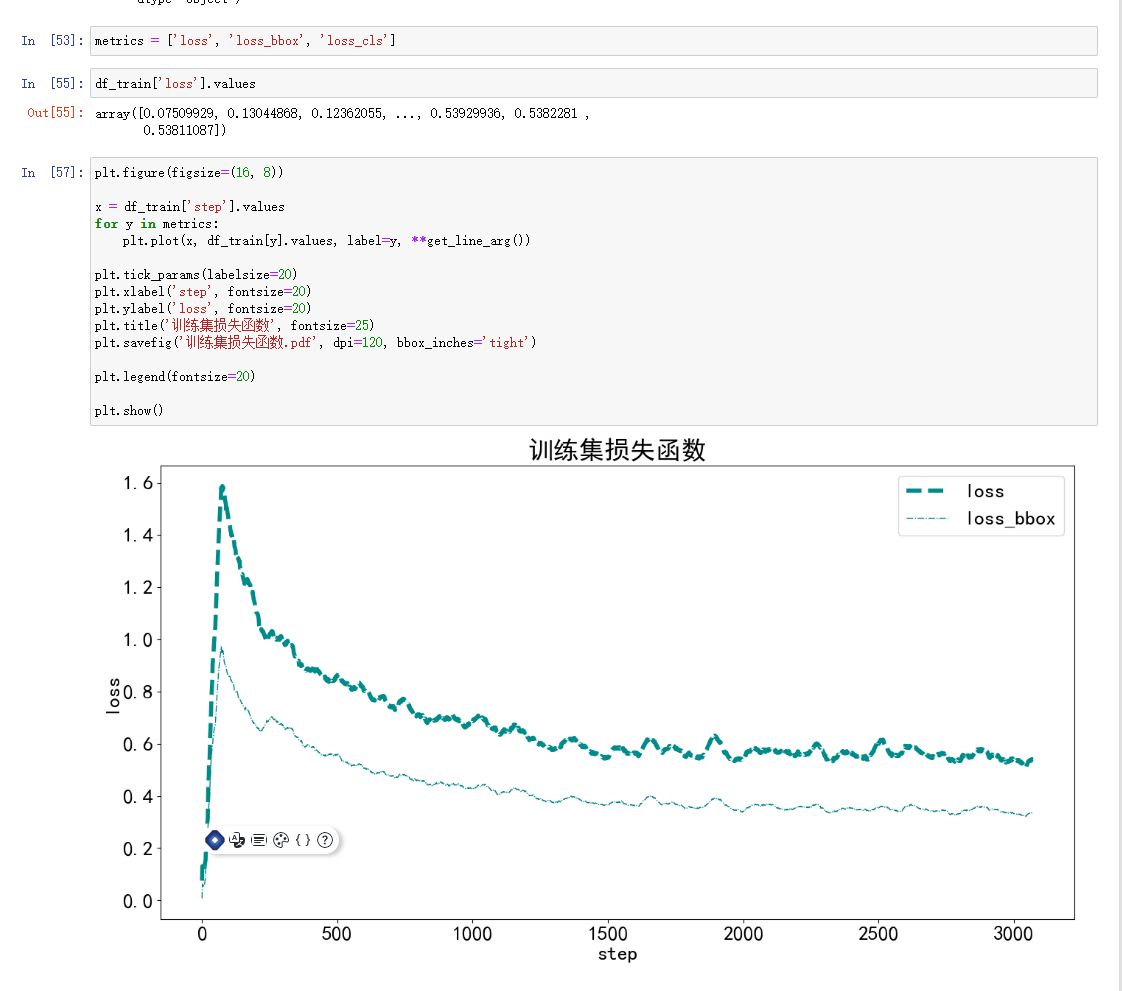 In [53]: metrics = ['loss', 'loss_bbox', 'loss_cls']
In [55]: df_train['loss'].values
Out[55]: array([0.07509929, 0.13044868, 0.12362055, ..., 0.53929936, 0.5382281 ,
0.53811087])
In [57]: plt.figure(figsize=(16, 8))
x = df_train['step'].values
for y in metrics:
plt.plot(x, df_train[y].values, label=y, **get_line_arg())
plt.tick_params(labelsize=20)
plt.xlabel('step', fontsize=20)
plt.ylabel('loss', fontsize=20)
plt.title('训练集损失函数', fontsize=25)
plt.savefig('训练集损失函数.pdf', dpi=120, bbox_inches='tight')
plt.legend(fontsize=20)
plt.show()
训练集损失函数
loss
loss_bbox
1.6
1.4
1.2
1.0
0.8
0.6
0.4
0.2
0.0
loss
0 500 1000 1500 2000 2500 3000
step